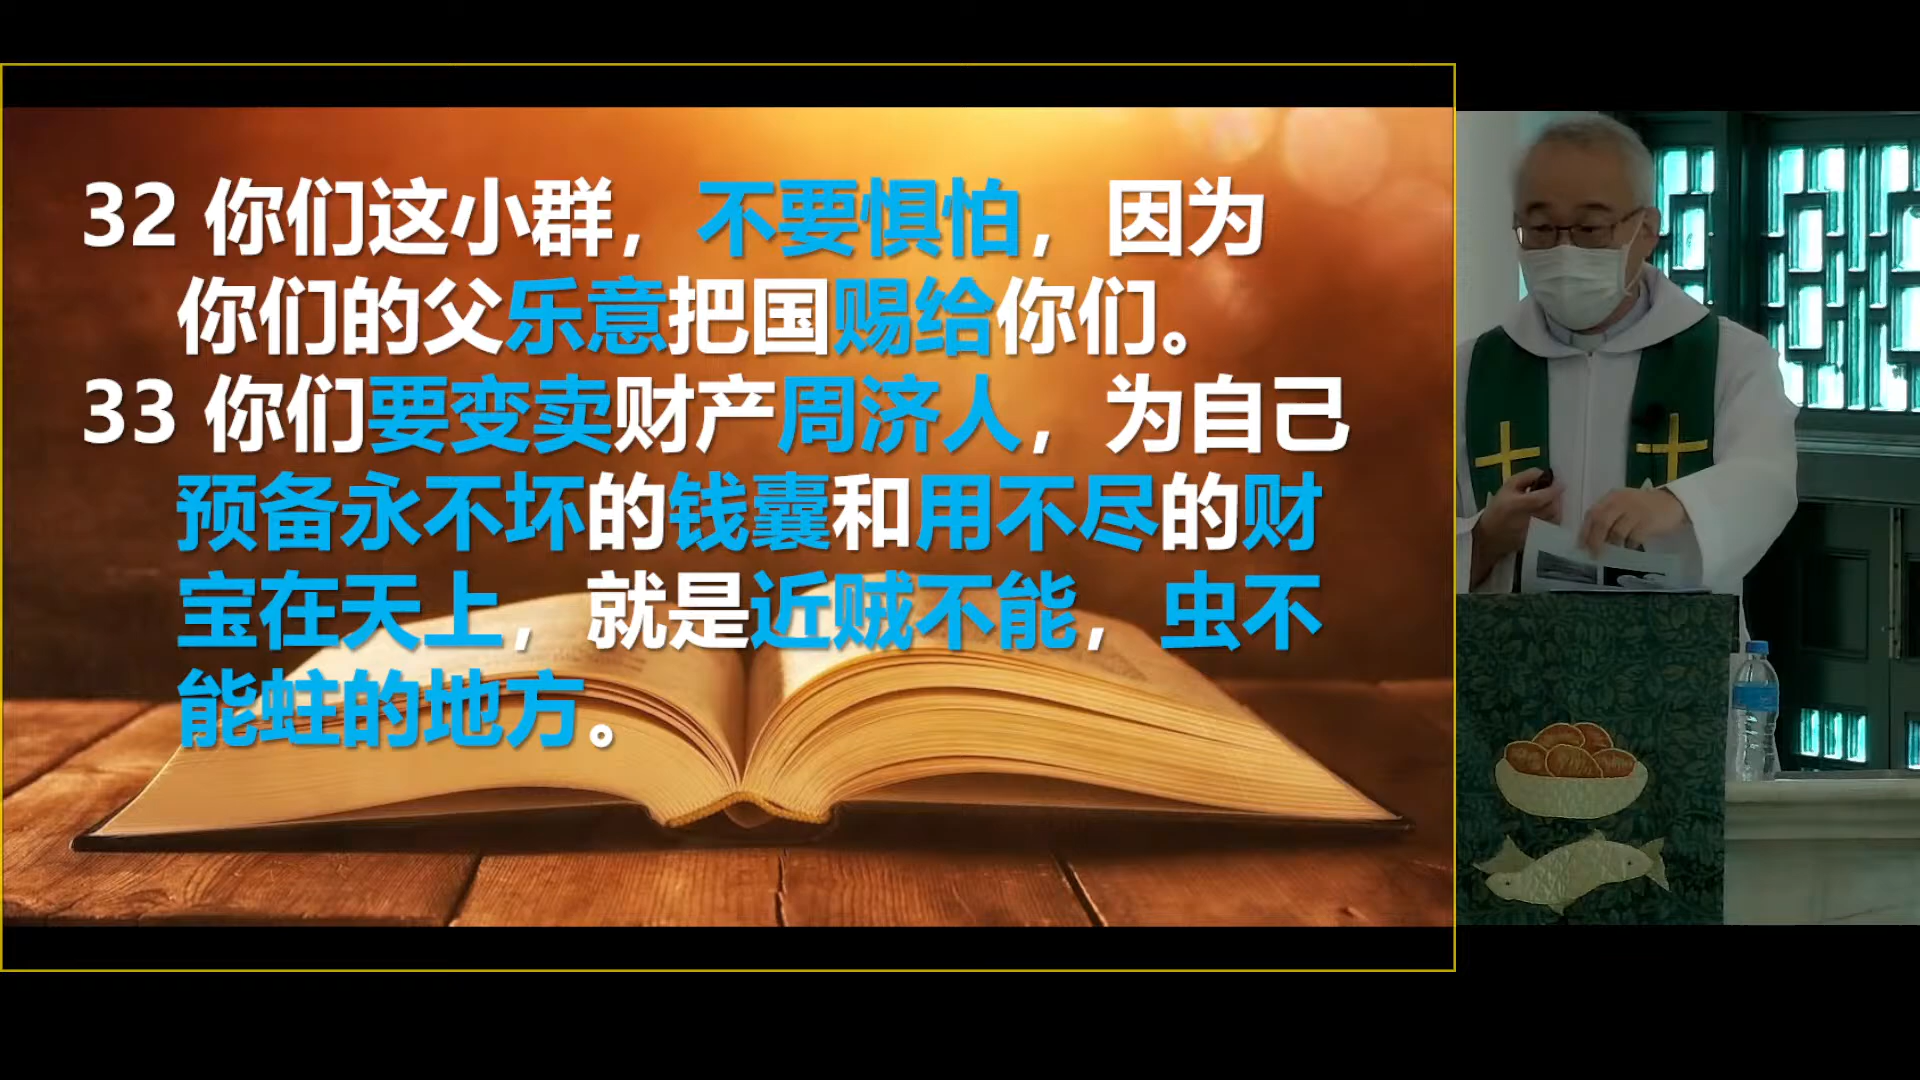 32 你们这小群，不要惧怕，因为
你们的父乐意把国赐给你们。
33 你们要变卖财产周济人，为自己
预备永不坏的钱囊和用不尽的财
宝在天上，就是近贼不能，虫不
能蛀的地方。